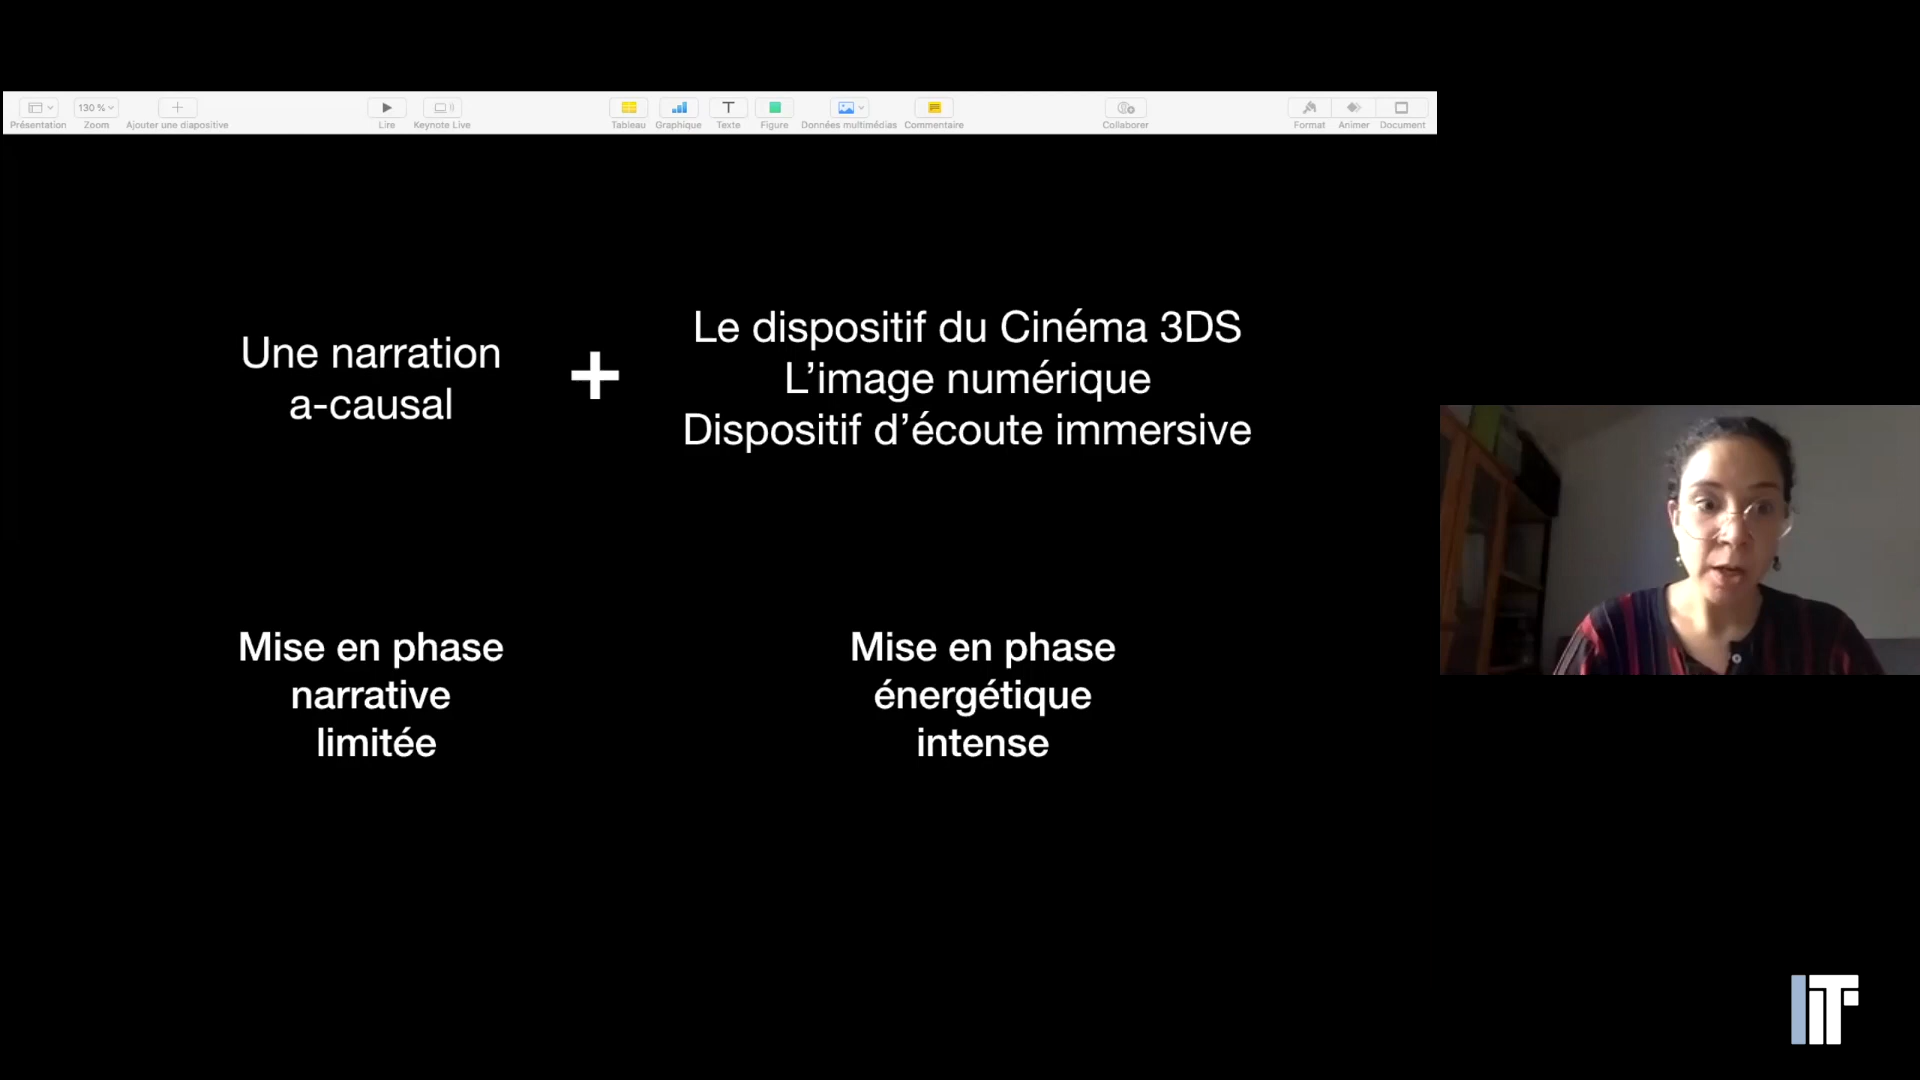 130 %
Présentation
Zoom
Ajouter une diapositive
Lire
Keynote Live
Tableau
Graphique
Texte
Figure
Données multimédias
Commentaire
Collaborer
Format
Animer
Document
Une narration
a-causal
+
Le dispositif du Cinéma 3DS
L’image numérique
Dispositif d’écoute immersive
Mise en phase
narrative
limitée
Mise en phase
énergétique
intense